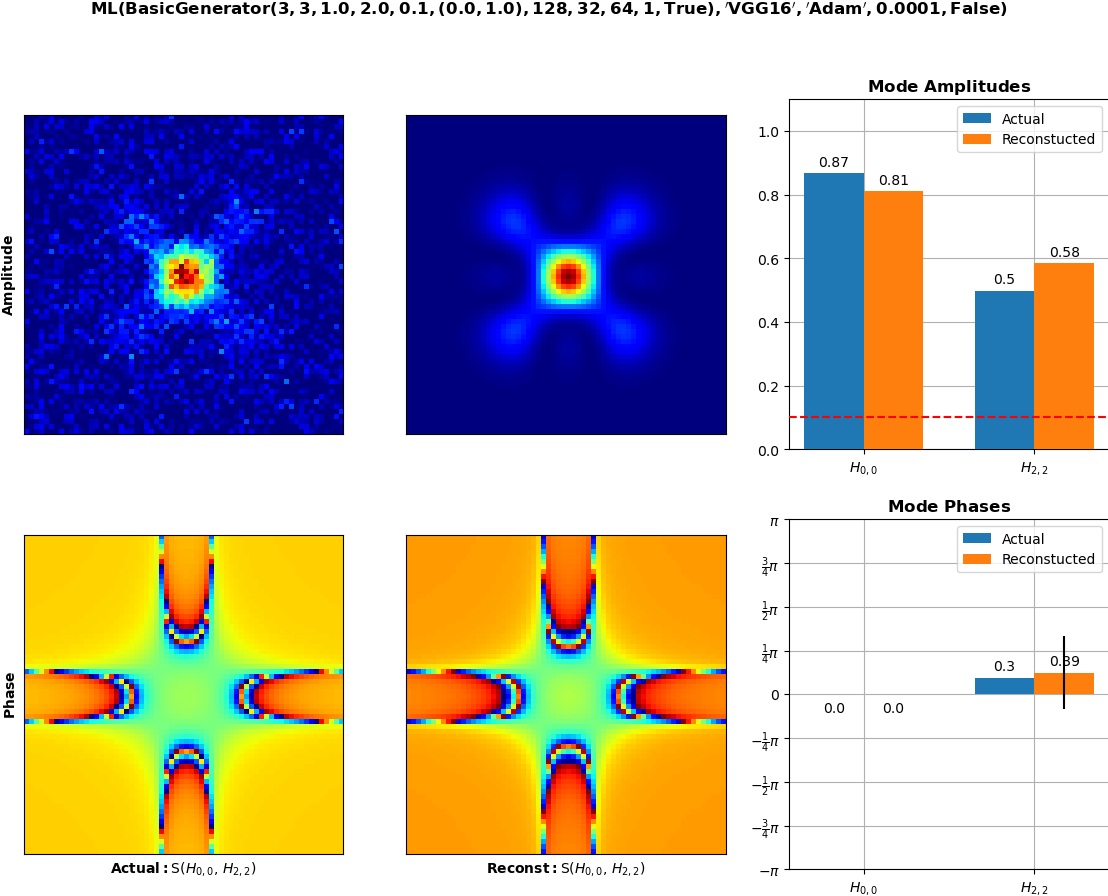 ML(BasicGenerator(3, 3, 1.0, 2.0, 0.1, (0.0, 1.0), 128, 32, 64, 1, True), ′VGG16′, ′Adam′, 0.0001, False)
Amplitude
Mode Amplitudes
Actual
Reconstucted
1.0
0.8
0.6
0.4
0.2
0.0
0.87
0.81
0.5
0.58
H0, 0
H2, 2
Phase
Actual: S(H0, 0, H2, 2)
Reconst: S(H0, 0, H2, 2)
Mode Phases
Actual
Reconstucted
π
3/4π
1/2π
1/4π
0
−1/4π
−1/2π
−3/4π
−π
0.0
0.0
0.3
0.39
H0, 0
H2, 2